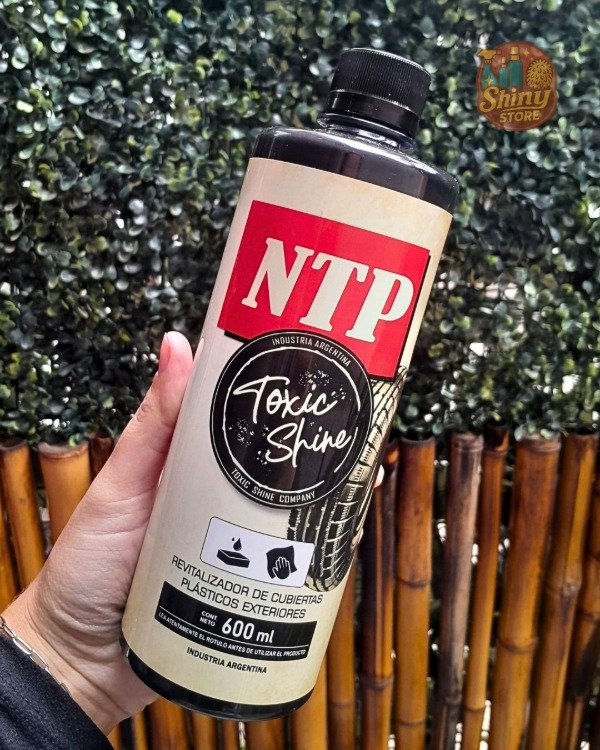 Shiny
STORE
NTP
INDUSTRIA ARGENTINA
Toxic
Shine
TOXIC SHINE COMPANY
REVITALIZADOR DE CUBIERTAS
PLÁSTICOS EXTERIORES
CONT.
NETO
600 ml
LEA ATENTAMENTE EL ROTULO ANTES DE UTILIZAR EL PRODUCTO
INDUSTRIA ARGENTINA